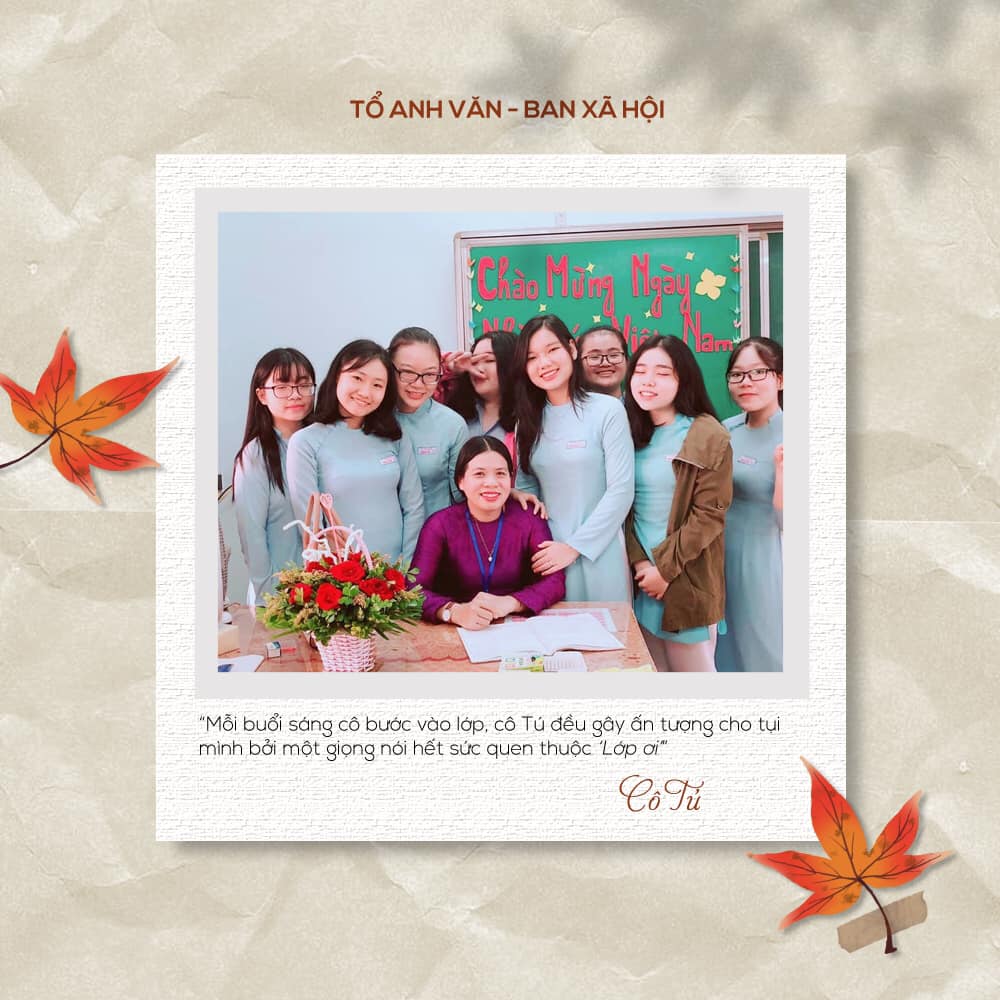 TỔ ANH VĂN - BAN XÃ HỘI
Chào Mừng Ngày
Việt Nam
“Mỗi buổi sáng cô bước vào lớp, cô Tú đều gây ấn tượng cho tụi
mình bởi một giọng nói hết sức quen thuộc ‘Lớp ơi’”
Cô Tú